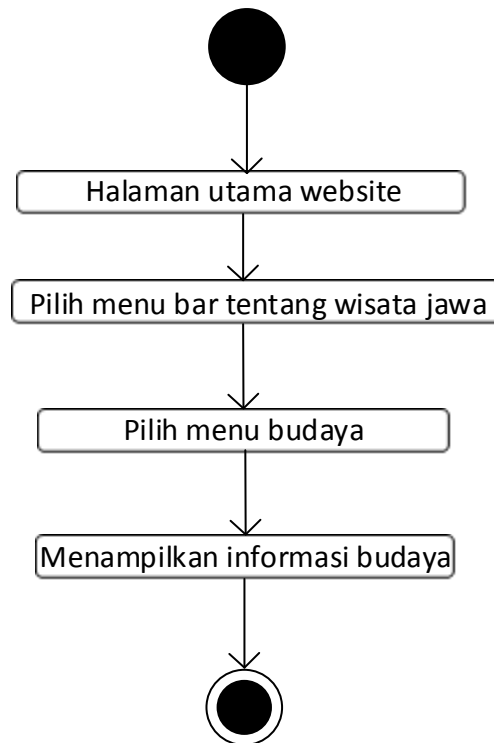 Halaman utama website
Pilih menu bar tentang wisata jawa
Pilih menu budaya
Menampilkan informasi budaya